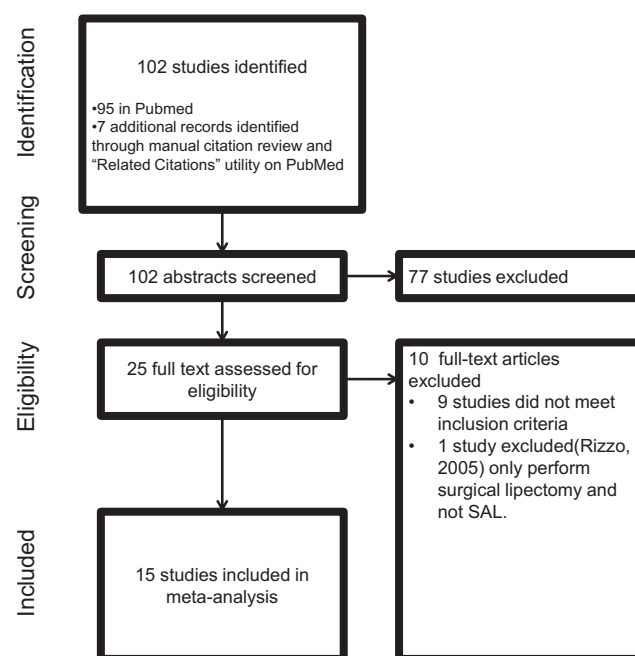 Identification
102 studies identified
•95 in Pubmed
•7 additional records identified
through manual citation review and
“Related Citations” utility on PubMed
Screening
102 abstracts screened
77 studies excluded
Eligibility
25 full text assessed for
eligibility
10 full-text articles
excluded
• 9 studies did not meet
inclusion criteria
• 1 study excluded(Rizzo,
2005) only perform
surgical lipectomy and
not SAL.
Included
15 studies included in
meta-analysis